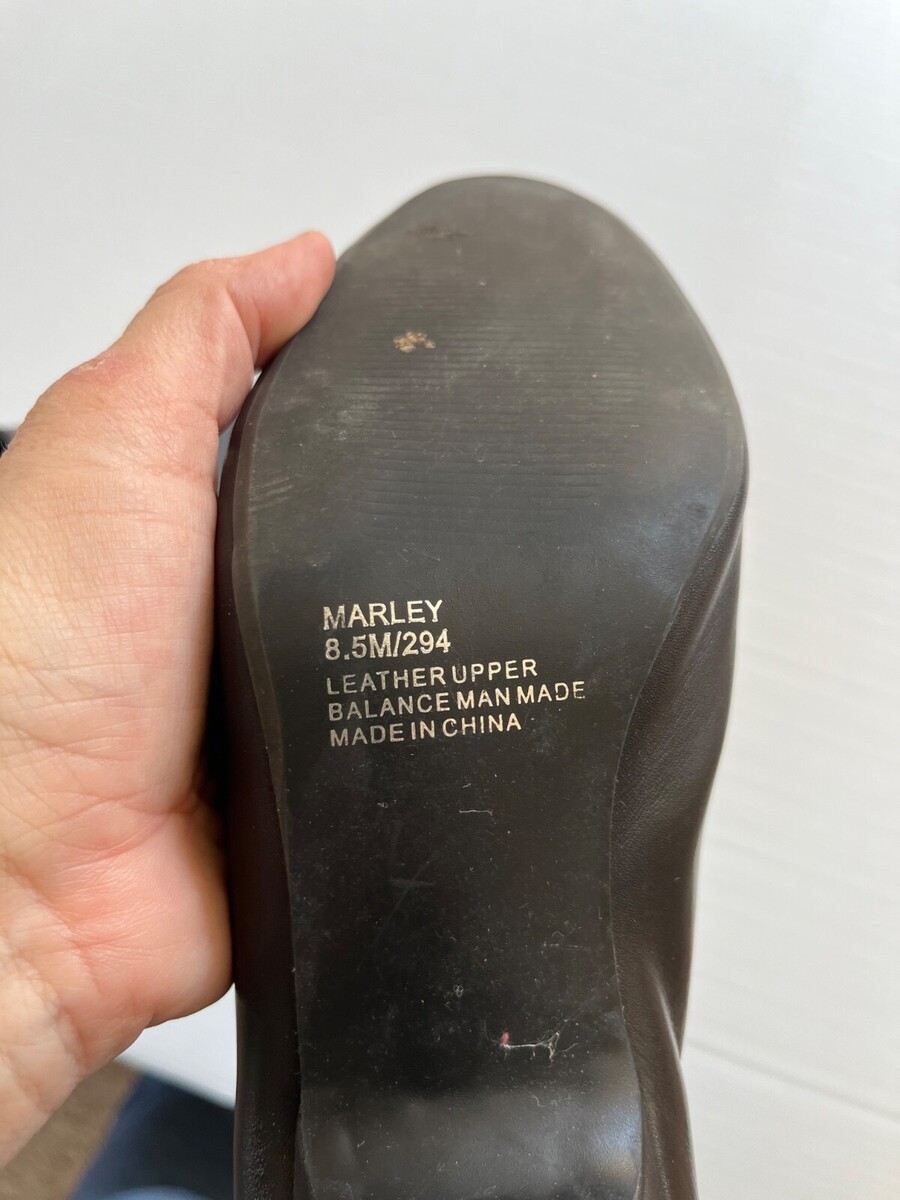 MARLEY
8.5M/294
LEATHER UPPER
BALANCE MAN MADE
MADE IN CHINA